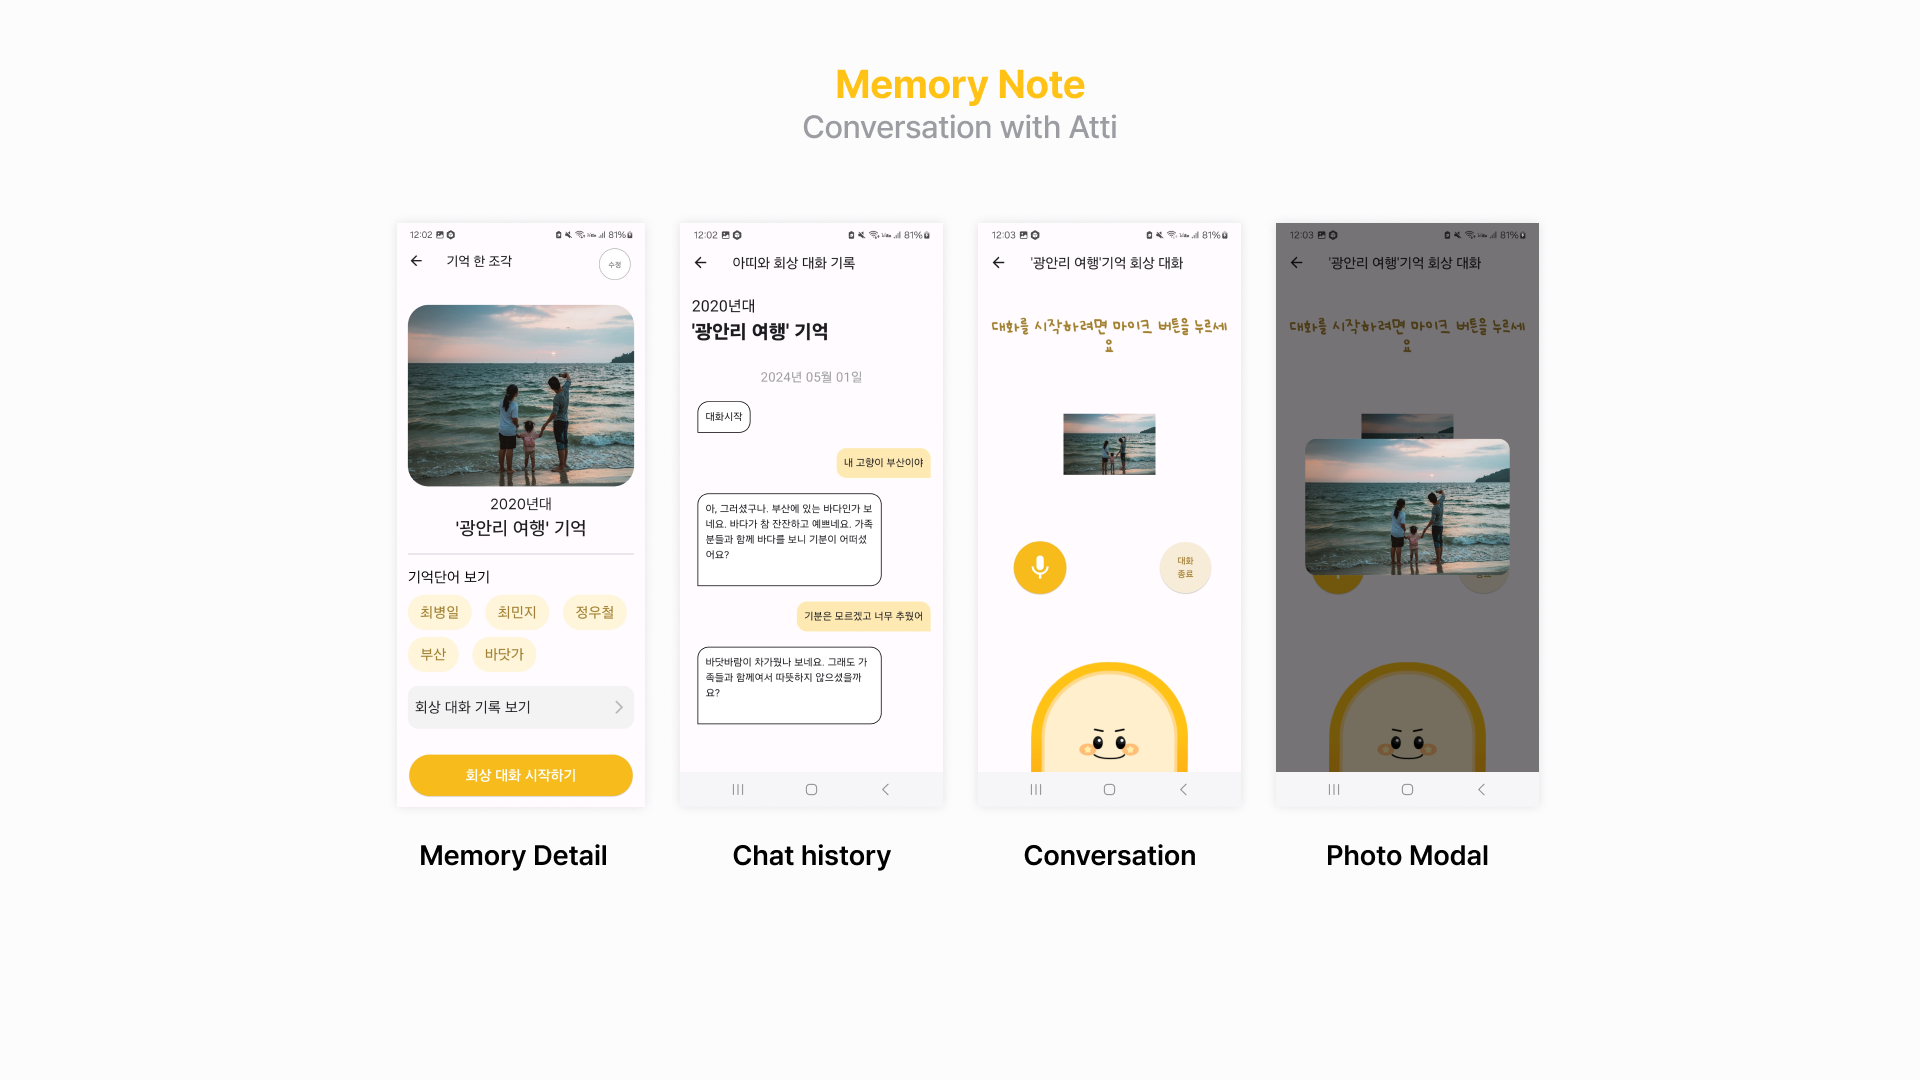 Memory Note
Conversation with Atti
12:02
81%
기억 한 조각
수정
2020년대
'광안리 여행' 기억
기억단어 보기
최병일
최민지
정우철
부산
바닷가
회상 대화 기록 보기
회상 대화 시작하기
Memory Detail
12:02
81%
아띠와 회상 대화 기록
2020년대
'광안리 여행' 기억
2024년 05월 01일
대화시작
내 고향이 부산이야
아, 그러셨구나. 부산에 있는 바다인가 보
네요. 바다가 참 잔잔하고 예쁘네요. 가족
분들과 함께 바다를 보니 기분이 어떠셨
어요?
기분은 모르겠고 너무 추웠어
바닷바람이 차가웠나 보네요. 그래도 가
족들과 함께여서 따뜻하지 않으셨을까
요?
Chat history
12:03
81%
'광안리 여행'기억 회상 대화
대화를 시작하려면 마이크 버튼을 누르세
요
대화
종료
Conversation
12:03
81%
'광안리 여행'기억 회상 대화
대화를 시작하려면 마이크 버튼을 누르세
요
Photo Modal